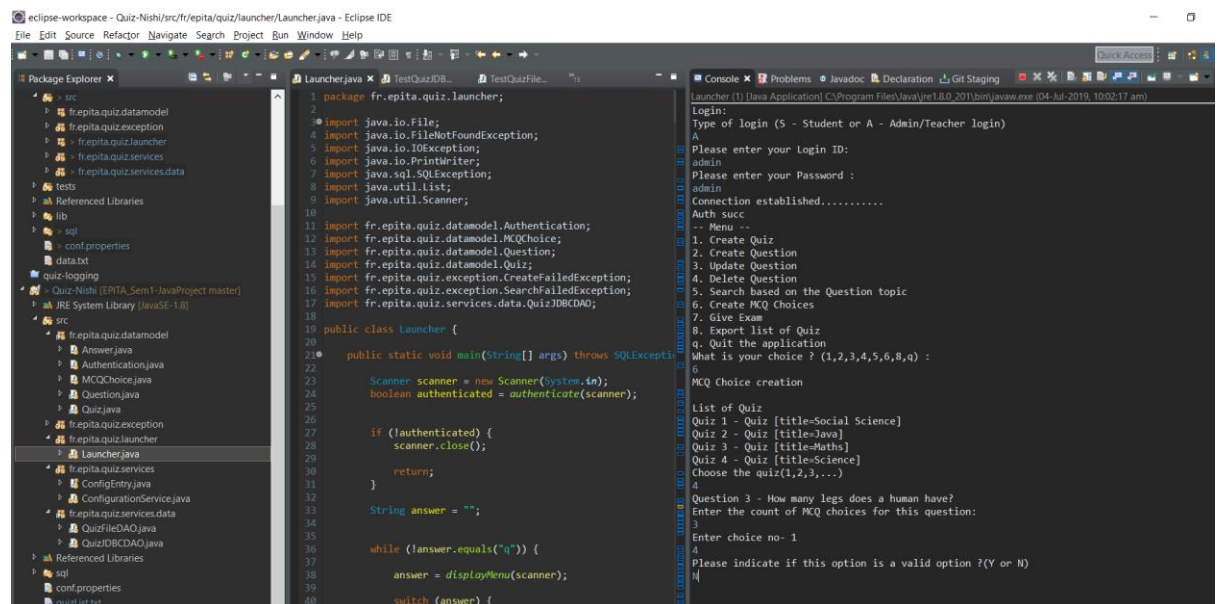 eclipse-workspace - Quiz-Nishi/src/fr/epita/quiz/launcher/Launcher.java - Eclipse IDE
File Edit Source Refactor Navigate Search Project Run Window Help
Quick Access
Package Explorer
> src
fr.epita.quiz.datamodel
fr.epita.quiz.exception
> fr.epita.quiz.launcher
> fr.epita.quiz.services
> fr.epita.quiz.services.data
tests
Referenced Libraries
lib
> sql
> conf.properties
data.txt
quiz-logging
> Quiz-Nishi [EPITA_Sem1-JavaProject master]
JRE System Library [JavaSE-1.8]
src
fr.epita.quiz.datamodel
Answer.java
Authentication.java
MCQChoice.java
Question.java
Quiz.java
fr.epita.quiz.exception
fr.epita.quiz.launcher
Launcher.java
fr.epita.quiz.services
ConfigEntry.java
ConfigurationService.java
fr.epita.quiz.services.data
QuizFileDAO.java
QuizJDBCDAO.java
Referenced Libraries
sql
conf.properties
quizList.txt
Launcher.java TestQuizJDB... TestQuizFile...
1 package fr.epita.quiz.launcher;
2
3 import java.io.File;
4 import java.io.FileNotFoundException;
5 import java.io.IOException;
6 import java.io.PrintWriter;
7 import java.sql.SQLException;
8 import java.util.List;
9 import java.util.Scanner;
10
11 import fr.epita.quiz.datamodel.Authentication;
12 import fr.epita.quiz.datamodel.MCQChoice;
13 import fr.epita.quiz.datamodel.Question;
14 import fr.epita.quiz.datamodel.Quiz;
15 import fr.epita.quiz.exception.CreateFailedException;
16 import fr.epita.quiz.exception.SearchFailedException;
17 import fr.epita.quiz.services.data.QuizJDBCDAO;
18
19 public class Launcher {
20
21 public static void main(String[] args) throws SQLExcepti
22
23 Scanner scanner = new Scanner(System.in);
24 boolean authenticated = authenticate(scanner);
25
26
27 if (!authenticated) {
28 scanner.close();
29
30 return;
31 }
32
33 String answer = "";
34
35
36 while (!answer.equals("q")) {
37
38 answer = displayMenu(scanner);
39
40 switch (answer) {
Console Problems Javadoc Declaration Git Staging
Launcher (1) [Java Application] C:\Program Files\Java\jre1.8.0_201\bin\javaw.exe (04-Jul-2019, 10:02:17 am)
Login:
Type of login (S - Student or A - Admin/Teacher login)
A
Please enter your Login ID:
admin
Please enter your Password :
admin
Connection established...........
Auth succ
-- Menu --
1. Create Quiz
2. Create Question
3. Update Question
4. Delete Question
5. Search based on the Question topic
6. Create MCQ Choices
7. Give Exam
8. Export list of Quiz
q. Quit the application
What is your choice ? (1,2,3,4,5,6,8,q) :
6
MCQ Choice creation
List of Quiz
Quiz 1 - Quiz [title=Social Science]
Quiz 2 - Quiz [title=Java]
Quiz 3 - Quiz [title=Maths]
Quiz 4 - Quiz [title=Science]
Choose the quiz(1,2,3,...)
4
Question 3 - How many legs does a human have?
Enter the count of MCQ choices for this question:
3
Enter choice no- 1
4
Please indicate if this option is a valid option ?(Y or N)
N